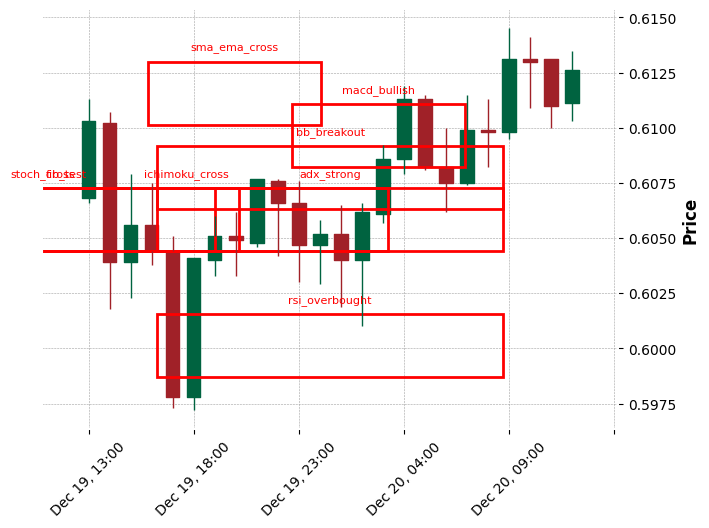 sma_ema_cross
macd_bullish
bb_breakout
ichimoku_cross
adx_strong
rsi_overbought
0.6150
0.6125
0.6100
0.6075
0.6050
0.6025
0.6000
0.5975
Price
Dec 19, 13:00
Dec 19, 18:00
Dec 19, 23:00
Dec 20, 04:00
Dec 20, 09:00